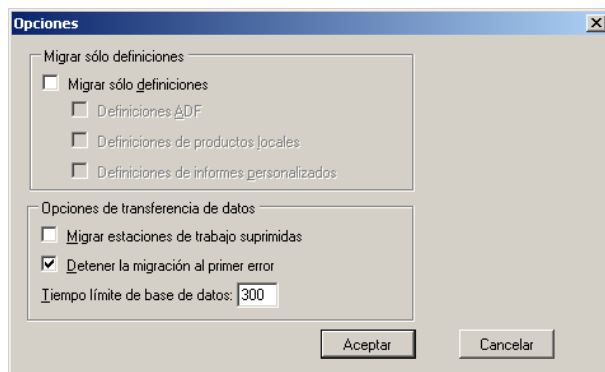 Opciones
Migrar sólo definiciones
Migrar sólo definiciones
Definiciones ADF
Definiciones de productos locales
Definiciones de informes personalizados
Opciones de transferencia de datos
Migrar estaciones de trabajo suprimidas
Detener la migración al primer error
Tiempo límite de base de datos: 300
Aceptar Cancelar